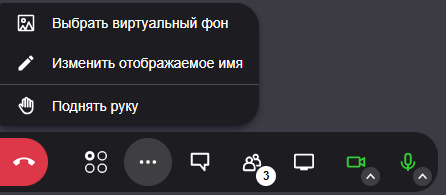 Выбрать виртуальный фон
Изменить отображаемое имя
Поднять руку
3